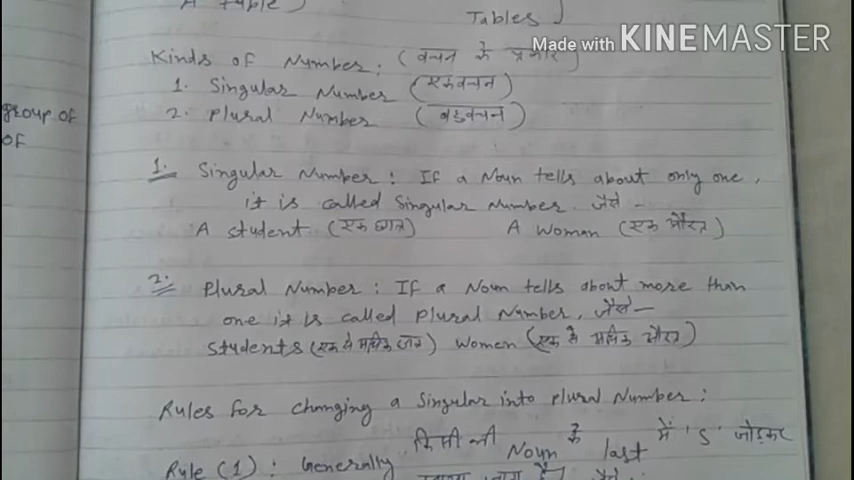 A table)
Tables]
Made with KINEMASTER
Kinds of Number: (वचन के प्रकार)
1. Singular Number (एकवचन)
group of
2. Plural Number (बहुवचन)
of
1. Singular Number: If a Noun tells about only one,
it is called Singular Number. जैसे -
A student (एक छात्र) A Woman (एक औरत)
2. Plural Number: If a Noun tells about more than
one it is called Plural Number, जैसे—
Students (एक से अधिक छात्र) Women (एक से अधिक औरत)
Rules for changing a Singular into Plural Number:
Rule (1): Generally किसी भी Noun के last में 's' जोड़कर